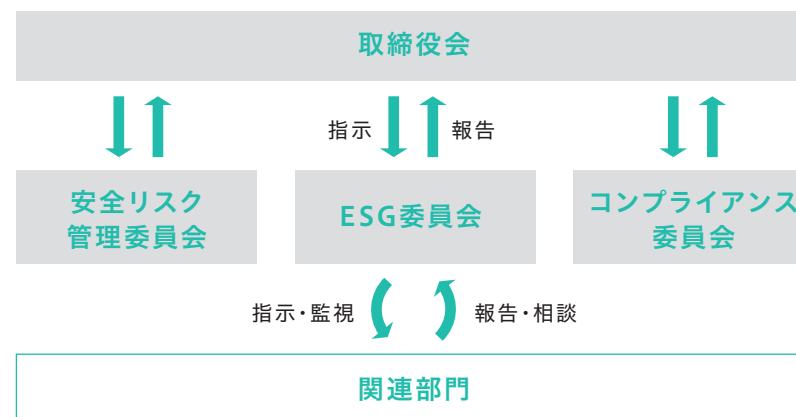 取締役会
指示
報告
安全リスク
管理委員会
ESG委員会
コンプライアンス
委員会
指示・監視
報告・相談
関連部門